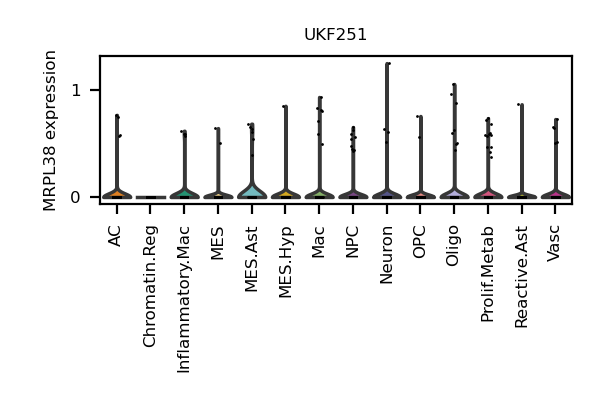 UKF251
MRPL38 expression
1
0
AC
Chromatin.Reg
Inflammatory.Mac
MES
MES.Ast
MES.Hyp
Mac
NPC
Neuron
OPC
Oligo
Prolif.Metab
Reactive.Ast
Vasc